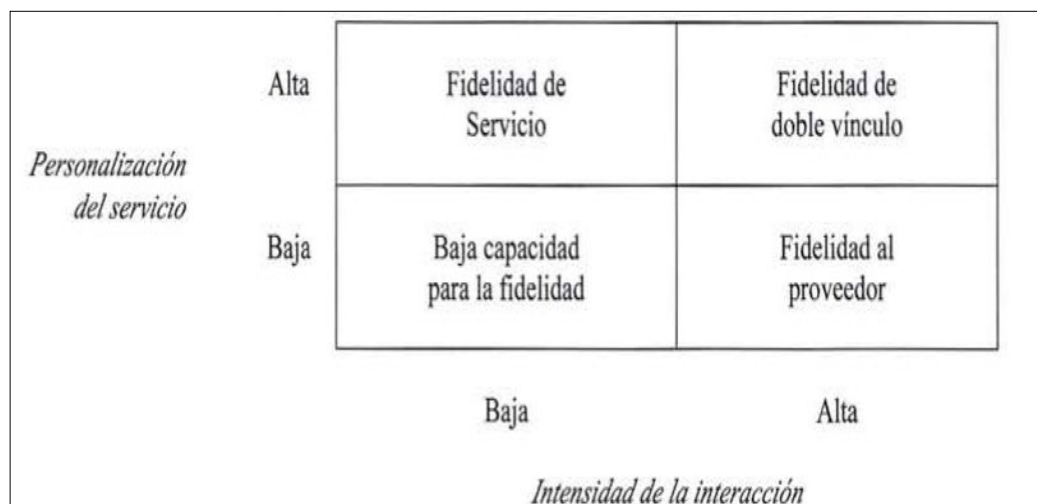 Alta
Fidelidad de
Servicio
Fidelidad de
doble vínculo
Personalización
del servicio
Baja
Baja capacidad
para la fidelidad
Fidelidad al
proveedor
Baja
Alta
Intensidad de la interacción